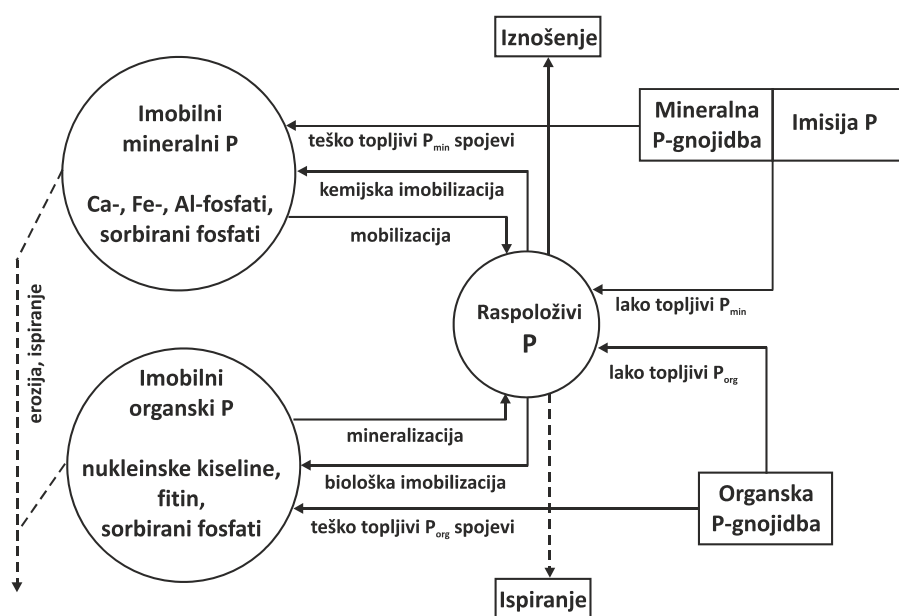 Iznošenje
Imobilni
mineralni P
Ca-, Fe-, Al-fosfati,
sorbirani fosfati
Mineralna
P-gnojidba
Imisija P
teško topljivi Pmin spojevi
kemijska imobilizacija
mobilizacija
Raspoloživi
P
lako topljivi Pmin
lako topljivi Porg
erozija, ispiranje
Imobilni
organski P
nukleinske kiseline,
fitin,
sorbirani fosfati
mineralizacija
biološka imobilizacija
teško topljivi Porg spojevi
Organska
P-gnojidba
Ispiranje